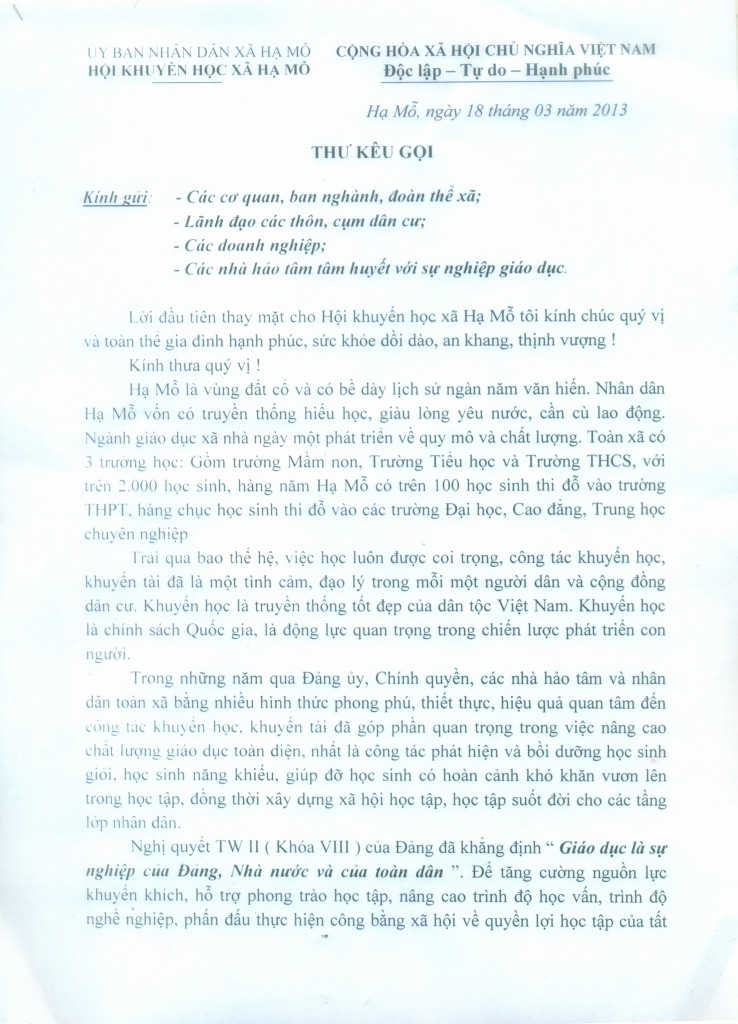 UỶ BAN NHÂN DÂN XÃ HẠ MỖ
HỘI KHUYẾN HỌC XÃ HẠ MỖ
CỘNG HÒA XÃ HỘI CHỦ NGHĨA VIỆT NAM
Độc lập – Tự do – Hạnh phúc
Hạ Mỗ, ngày 18 tháng 03 năm 2013
THƯ KÊU GỌI
Kính gửi: - Các cơ quan, ban nghành, đoàn thể xã;
- Lãnh đạo các thôn, cụm dân cư;
- Các doanh nghiệp;
- Các nhà hảo tâm tâm huyết với sự nghiệp giáo dục.
Lời đầu tiên thay mặt cho Hội khuyến học xã Hạ Mỗ tôi kính chúc quý vị
và toàn thể gia đình hạnh phúc, sức khỏe dồi dào, an khang, thịnh vượng !
Kính thưa quý vị !
Hạ Mỗ là vùng đất cổ và có bề dày lịch sử ngàn năm văn hiến. Nhân dân
Hạ Mỗ vốn có truyền thống hiếu học, giàu lòng yêu nước, cần cù lao động.
Ngành giáo dục xã nhà ngày một phát triển về quy mô và chất lượng. Toàn xã có
3 trường học: Gồm trường Mầm non, Trường Tiểu học và Trường THCS, với
trên 2.000 học sinh, hàng năm Hạ Mỗ có trên 100 học sinh thi đỗ vào trường
THPT, hàng chục học sinh thi đỗ vào các trường Đại học, Cao đẳng, Trung học
chuyên nghiệp
Trải qua bao thế hệ, việc học luôn được coi trọng, công tác khuyến học,
khuyến tài đã là một tình cảm, đạo lý trong mỗi một người dân và cộng đồng
dân cư. Khuyến học là truyền thống tốt đẹp của dân tộc Việt Nam. Khuyến học
là chính sách Quốc gia, là động lực quan trọng trong chiến lược phát triển con
người.
Trong những năm qua Đảng ủy, Chính quyền, các nhà hảo tâm và nhân
dân toàn xã bằng nhiều hình thức phong phú, thiết thực, hiệu quả quan tâm đến
công tác khuyến học, khuyến tài đã góp phần quan trọng trong việc nâng cao
chất lượng giáo dục toàn diện, nhất là công tác phát hiện và bồi dưỡng học sinh
giỏi, học sinh năng khiếu, giúp đỡ học sinh có hoàn cảnh khó khăn vươn lên
trong học tập, đồng thời xây dựng xã hội học tập, học tập suốt đời cho các tầng
lớp nhân dân.
Nghị quyết TW II ( Khóa VIII ) của Đảng đã khẳng định “ Giáo dục là sự
nghiệp của Đảng, Nhà nước và của toàn dân ”. Để tăng cường nguồn lực
khuyến khích, hỗ trợ phong trào học tập, nâng cao trình độ học vấn, trình độ
nghề nghiệp, phấn đấu thực hiện công bằng xã hội về quyền lợi học tập của tất